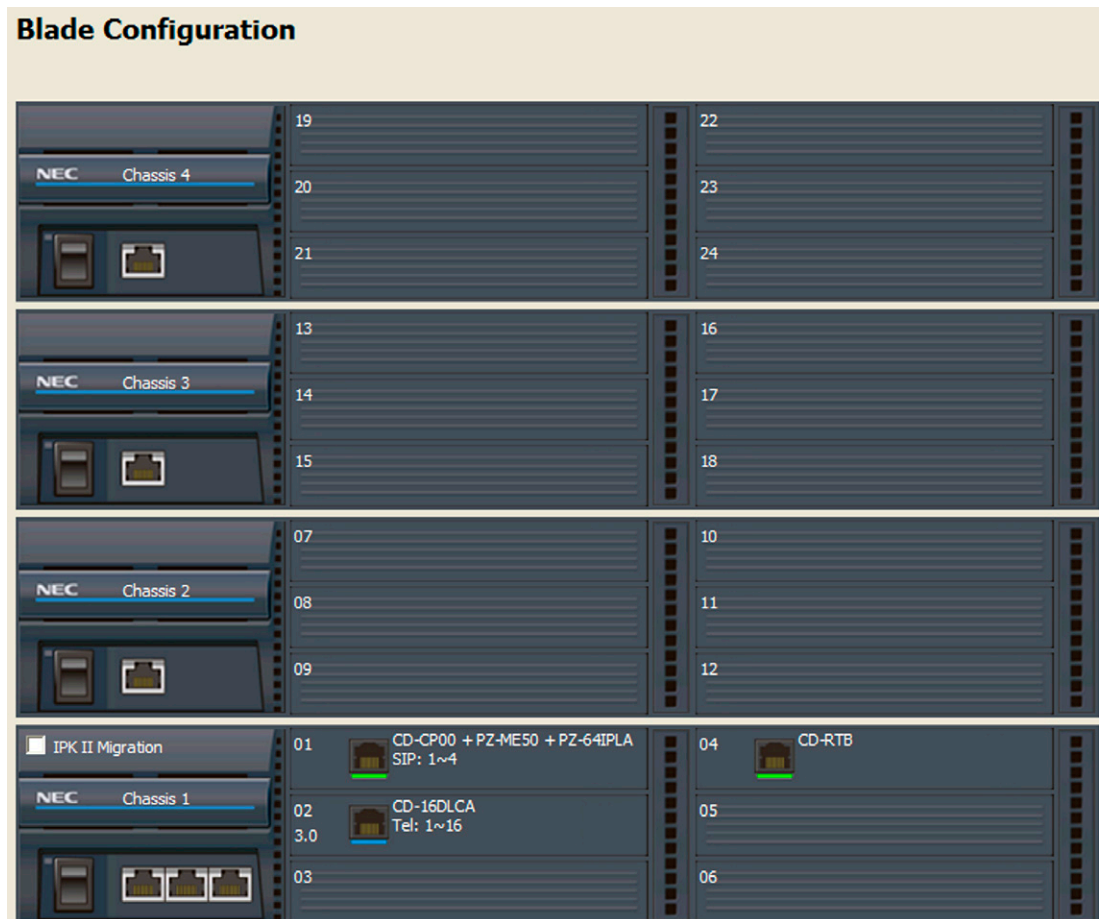 Blade Configuration
19
22
NEC Chassis 4
20
23
21
24
13
16
NEC Chassis 3
14
17
15
18
07
10
NEC Chassis 2
08
11
09
12
IPK II Migration
01
CD-CP00 + PZ-ME50 + PZ-64IPLA
SIP: 1~4
04
CD-RTB
NEC Chassis 1
02
CD-16DLCA
3.0
Tel: 1~16
05
03
06